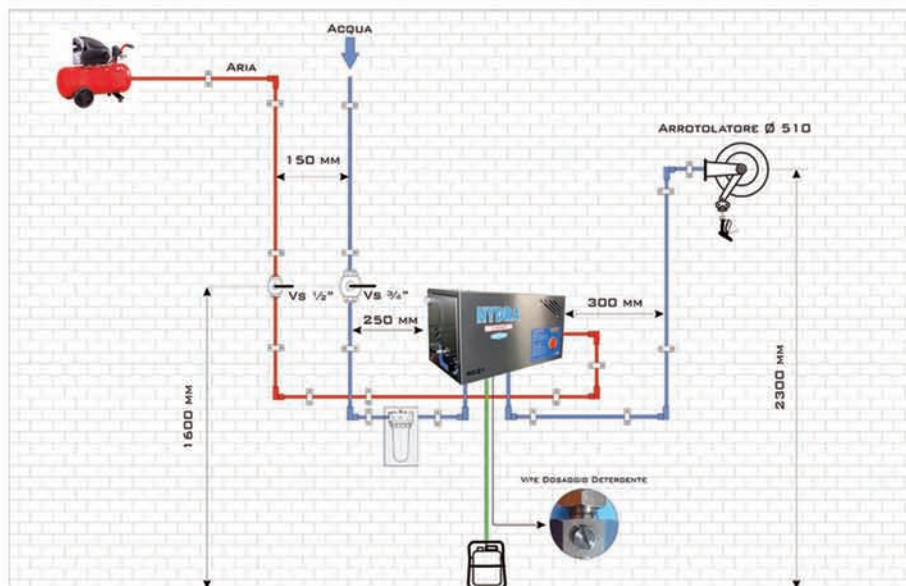 ACQUA
ARIA
ARROTOLATORE Ø 510
150 MM
VS ½"
VS ¾"
250 MM
HYDRA
300 MM
1600 MM
2300 MM
VITE DOSAGGIO DETERGENTE